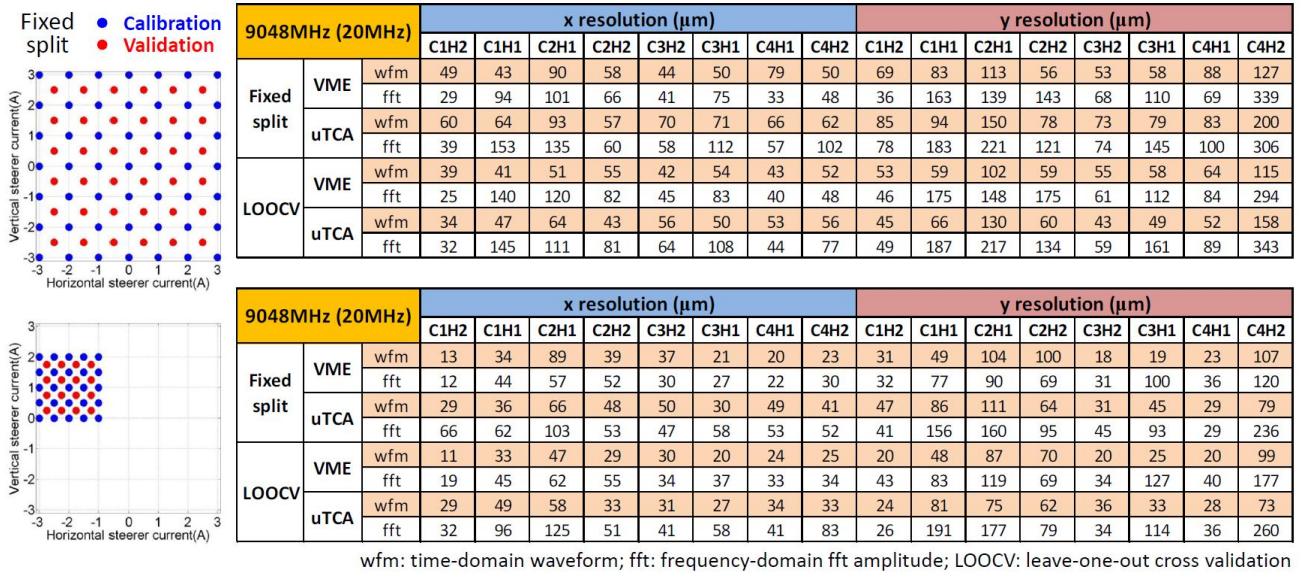 Fixed split
● Calibration
● Validation
Vertical steerer current(A)
3
2
1
0
-1
-2
-3
-3 -2 -1 0 1 2 3
Horizontal steerer current(A)
9048MHz (20MHz) x resolution (μm) y resolution (μm)
C1H2 C1H1 C2H1 C2H2 C3H2 C3H1 C4H1 C4H2 C1H2 C1H1 C2H1 C2H2 C3H2 C3H1 C4H1 C4H2
Fixed split VME wfm 49 43 90 58 44 50 79 50 69 83 113 56 53 58 88 127
fft 29 94 101 66 41 75 33 48 36 163 139 143 68 110 69 339
uTCA wfm 60 64 93 57 70 71 66 62 85 94 150 78 73 79 83 200
fft 39 153 135 60 58 112 57 102 78 183 221 121 74 145 100 306
LOOCV VME wfm 39 41 51 55 42 54 43 52 53 59 102 59 55 58 64 115
fft 25 140 120 82 45 83 40 48 46 175 148 175 61 112 84 294
uTCA wfm 34 47 64 43 56 50 53 56 45 66 130 60 43 49 52 158
fft 32 145 111 81 64 108 44 77 49 187 217 134 59 161 89 343
Vertical steerer current(A)
3
2
1
0
-1
-2
-3
-3 -2 -1 0 1 2 3
Horizontal steerer current(A)
9048MHz (20MHz) x resolution (μm) y resolution (μm)
C1H2 C1H1 C2H1 C2H2 C3H2 C3H1 C4H1 C4H2 C1H2 C1H1 C2H1 C2H2 C3H2 C3H1 C4H1 C4H2
Fixed split VME wfm 13 34 89 39 37 21 20 23 31 49 104 100 18 19 23 107
fft 12 44 57 52 30 27 22 30 32 77 90 69 31 100 36 120
uTCA wfm 29 36 66 48 50 30 49 41 47 86 111 64 31 45 29 79
fft 66 62 103 53 47 58 53 52 41 156 160 95 45 93 29 236
LOOCV VME wfm 11 33 47 29 30 20 24 25 20 48 87 70 20 25 20 99
fft 19 45 62 55 34 37 33 34 43 83 119 69 34 127 40 177
uTCA wfm 29 49 58 33 31 27 34 33 24 81 75 62 36 33 28 73
fft 32 96 125 51 41 58 41 83 26 191 177 79 34 114 36 260
wfm: time-domain waveform; fft: frequency-domain fft amplitude; LOOCV: leave-one-out cross validation